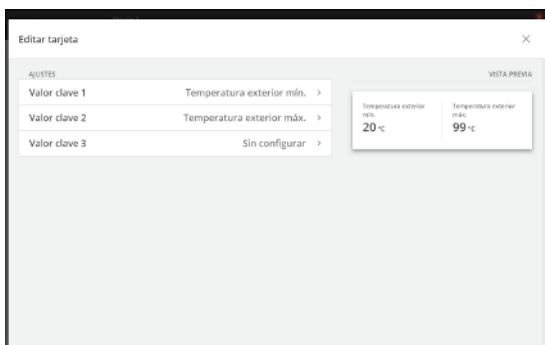 Editar tarjeta
AJUSTES
VISTA PREVIA
Valor clave 1 Temperatura exterior mín.
Valor clave 2 Temperatura exterior máx.
Valor clave 3 Sin configurar
Temperatura exterior mín.
20 °C
Temperatura exterior máx.
99 °C